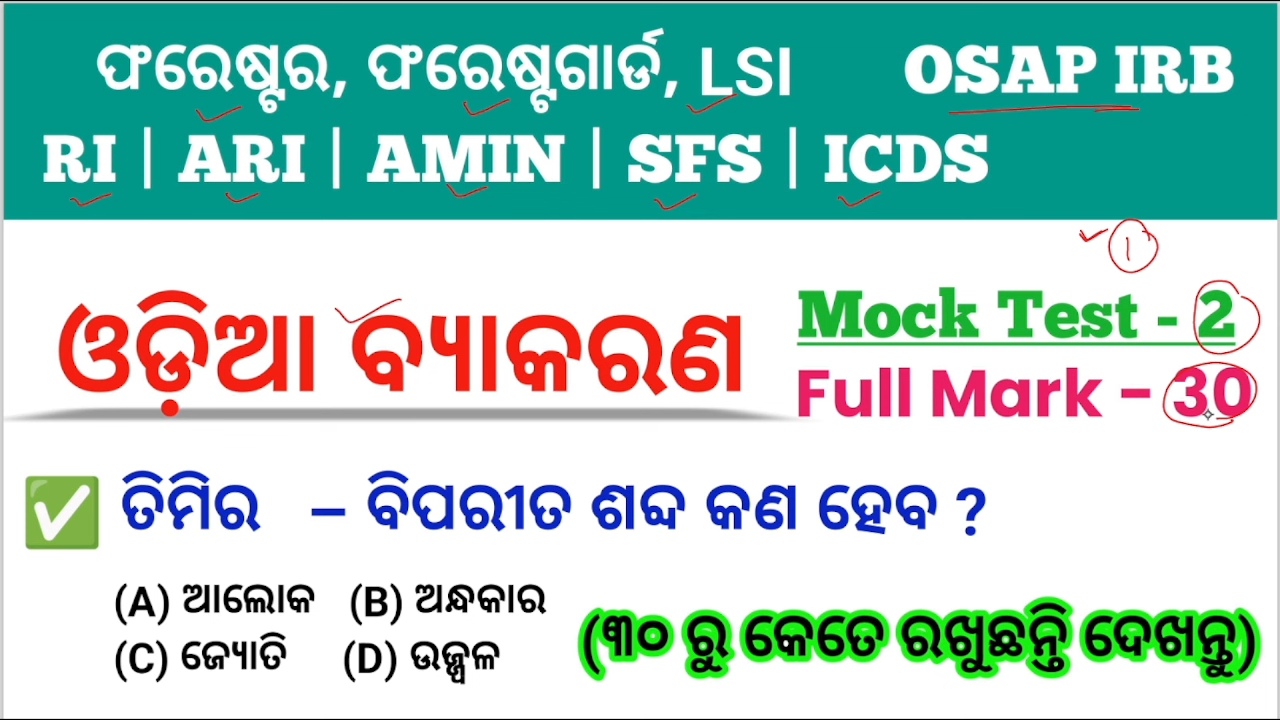 ଫରେଷ୍ଟର, ଫରେଷ୍ଟଗାର୍ଡ, LSI OSAP IRB
RI | ARI | AMIN | SFS | ICDS
1
ଓଡ଼ିଆ ବ୍ୟାକରଣ
Mock Test - 2
Full Mark - 30
✅ ତିମିର – ବିପରୀତ ଶବ୍ଦ କଣ ହେବ ?
(A) ଆଲୋକ (B) ଅନ୍ଧକାର
(C) ଜ୍ୟୋତି (D) ଉଜ୍ଜ୍ୱଳ
(୩୦ ରୁ କେତେ ରଖୁଛନ୍ତି ଦେଖନ୍ତୁ)